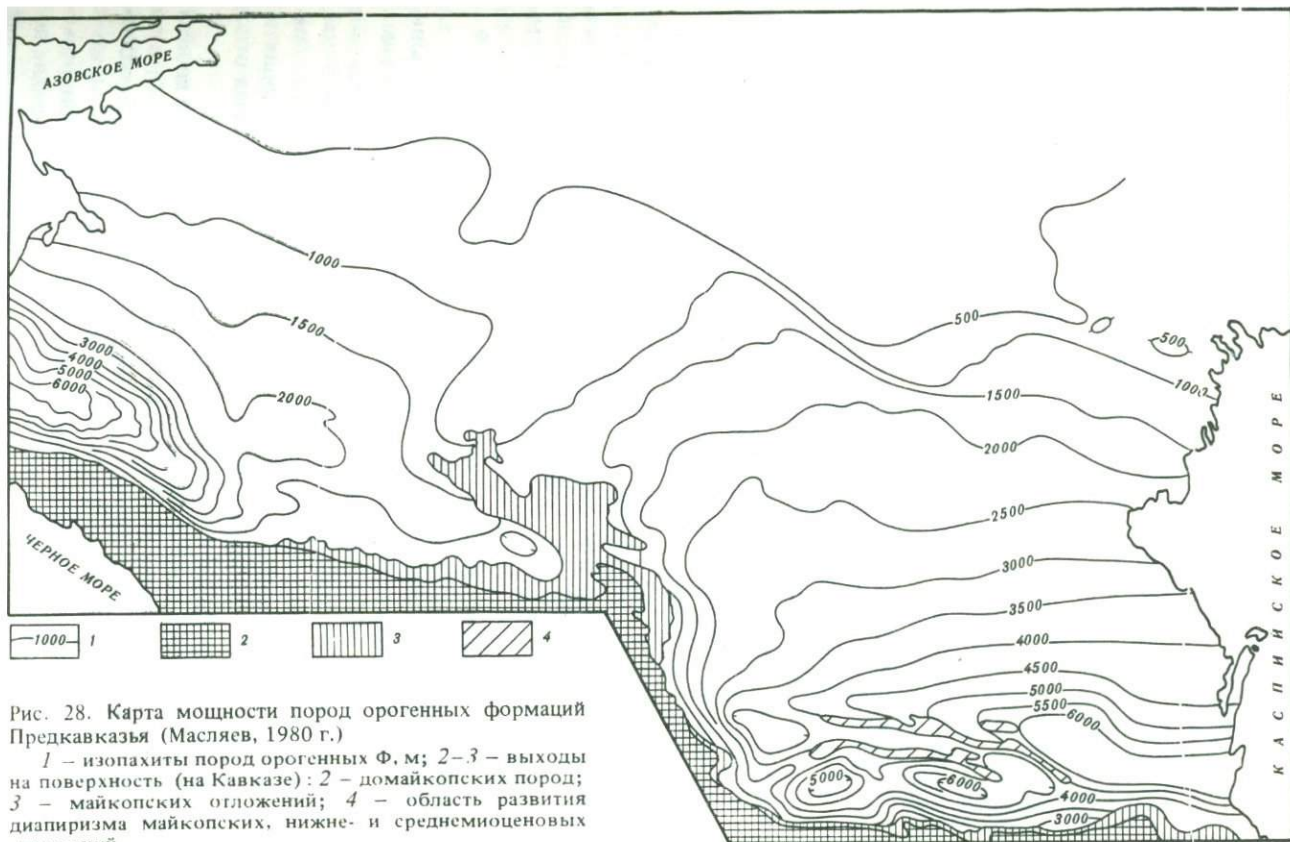 АЗОВСКОЕ МОРЕ
1000
500
1500
500
3000
1000
4000
1500
5000
6000
2000
2000
2500
ЧЕРНОЕ МОРЕ
3000
3500
4000
4500
5000
5500
6000
КАСПИЙСКОЕ МОРЕ
5000
6000
4000
3000
1000 1 2 3 4
Рис. 28. Карта мощности пород орогенных формаций
Предкавказья (Масляев, 1980 г.)
1 – изопахиты пород орогенных Ф, м; 2–3 – выходы
на поверхность (на Кавказе): 2 – домайкопских пород;
3 – майкопских отложений; 4 – область развития
диапиризма майкопских, нижне- и среднемиоценовых